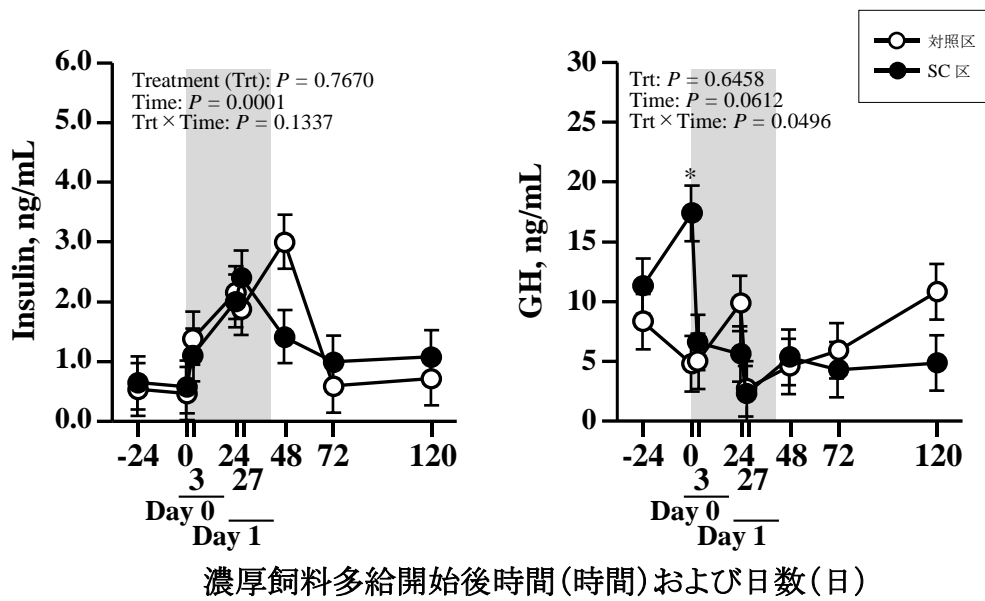 対照区
SC 区
6.0
5.0
4.0
3.0
2.0
1.0
0.0
Insulin, ng/mL
Treatment (Trt): P = 0.7670
Time: P = 0.0001
Trt × Time: P = 0.1337
-24 0 24 48 72 120
3 27
Day 0
Day 1
30
25
20
15
10
5
0
GH, ng/mL
Trt: P = 0.6458
Time: P = 0.0612
Trt × Time: P = 0.0496
*
-24 0 24 48 72 120
3 27
Day 0
Day 1
濃厚飼料多給開始後時間(時間)および日数(日)